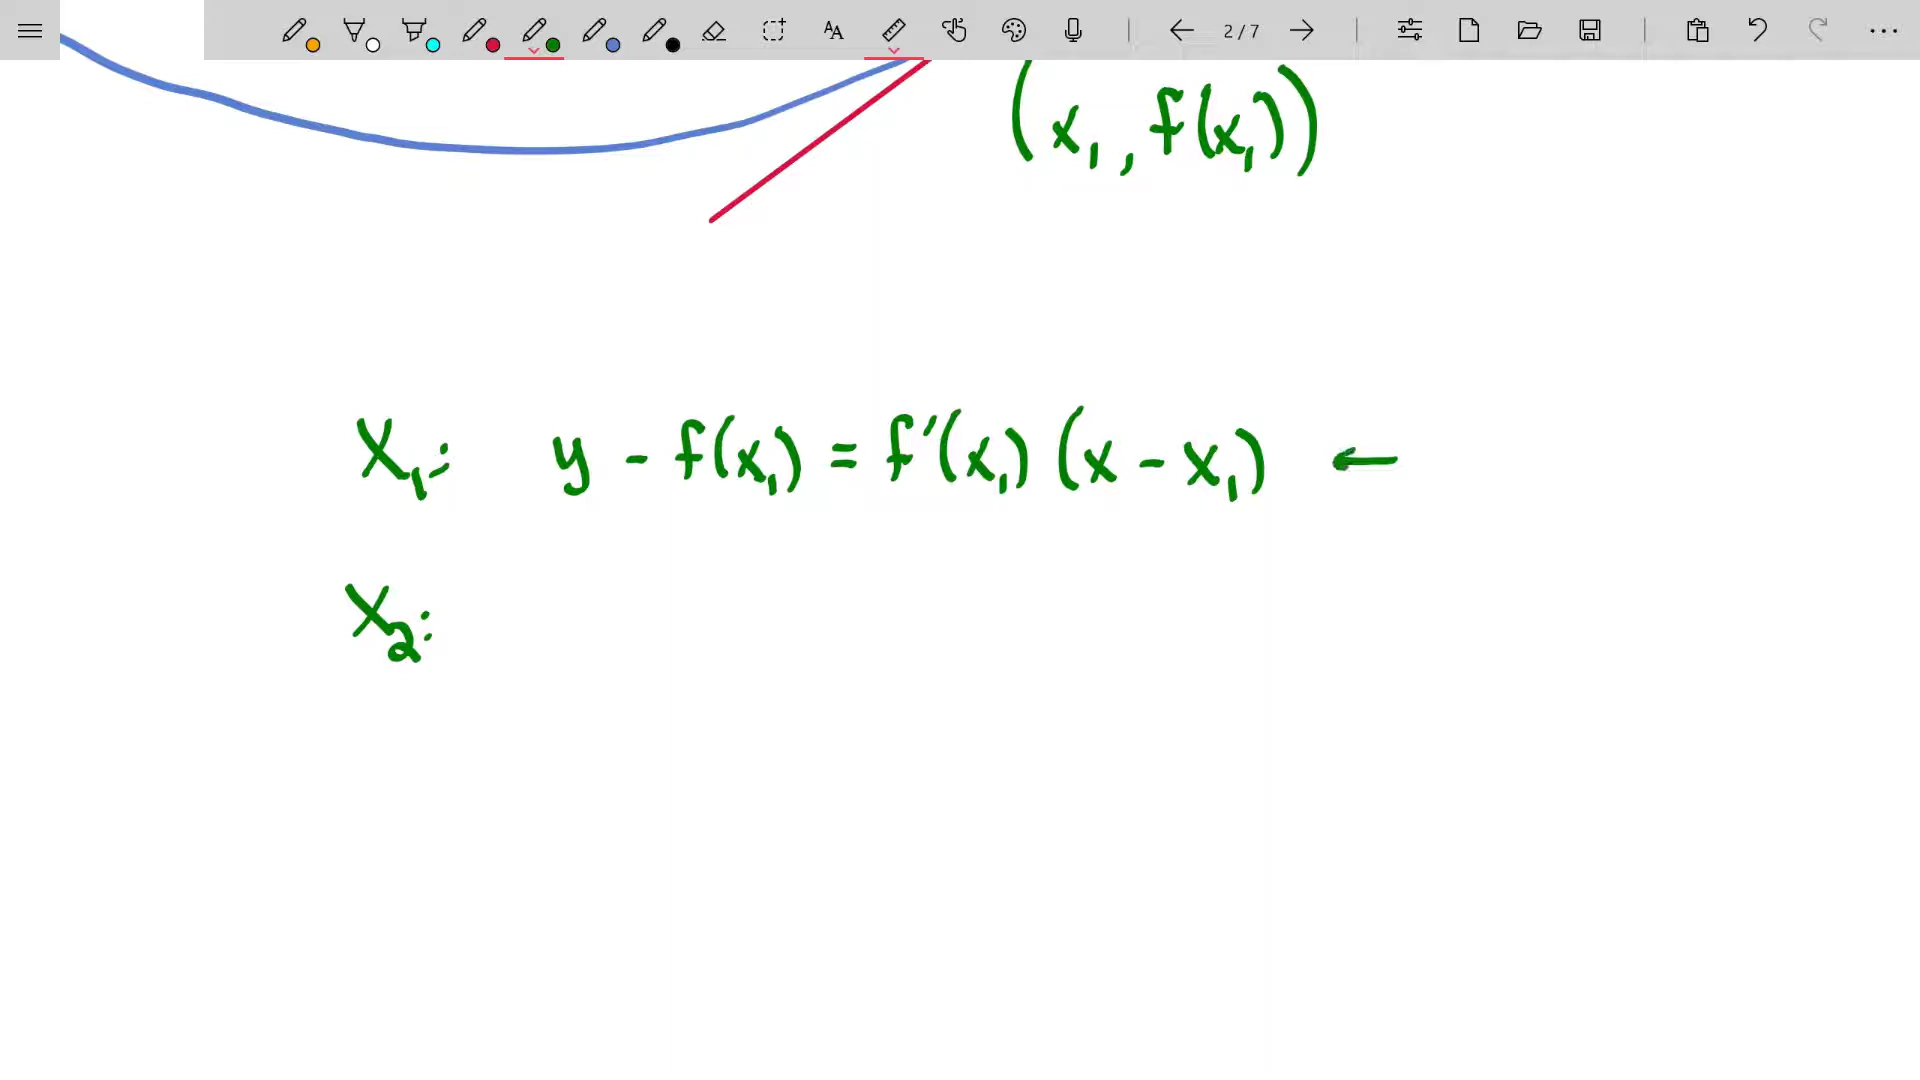 2 / 7
(x₁, f(x₁))
X₁: y - f(x₁) = f'(x₁) (x - x₁) ←
X₂: